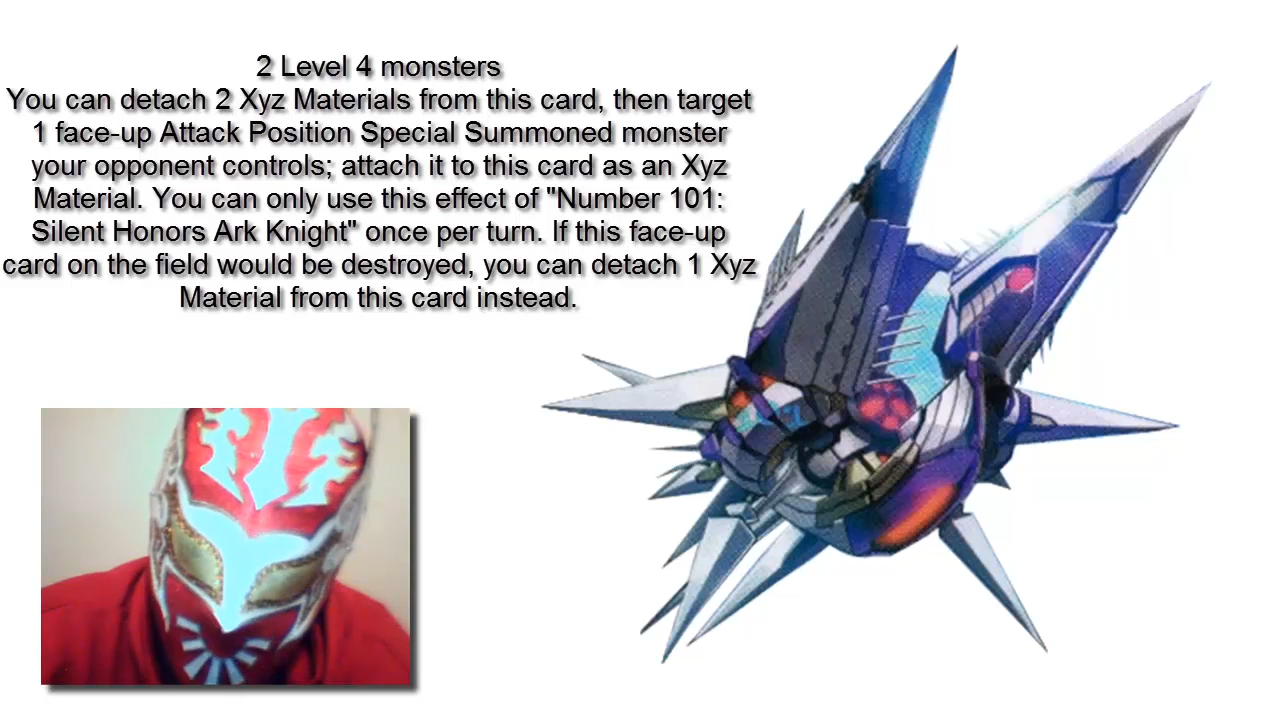 2 Level 4 monsters
You can detach 2 Xyz Materials from this card, then target
1 face-up Attack Position Special Summoned monster
your opponent controls; attach it to this card as an Xyz
Material. You can only use this effect of "Number 101:
Silent Honors Ark Knight" once per turn. If this face-up
card on the field would be destroyed, you can detach 1 Xyz
Material from this card instead.